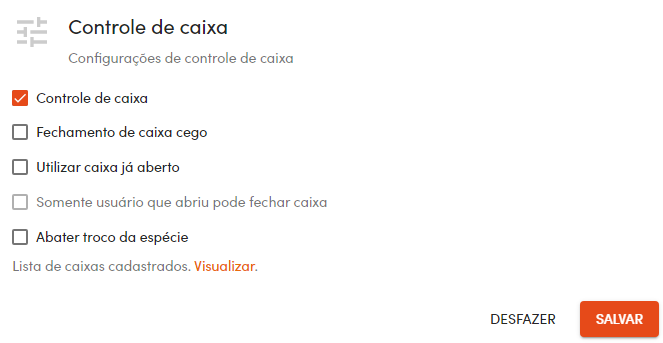 Controle de caixa
Configurações de controle de caixa
Controle de caixa
Fechamento de caixa cego
Utilizar caixa já aberto
Somente usuário que abriu pode fechar caixa
Abater troco da espécie
Lista de caixas cadastrados. Visualizar.
DESFAZER SALVAR